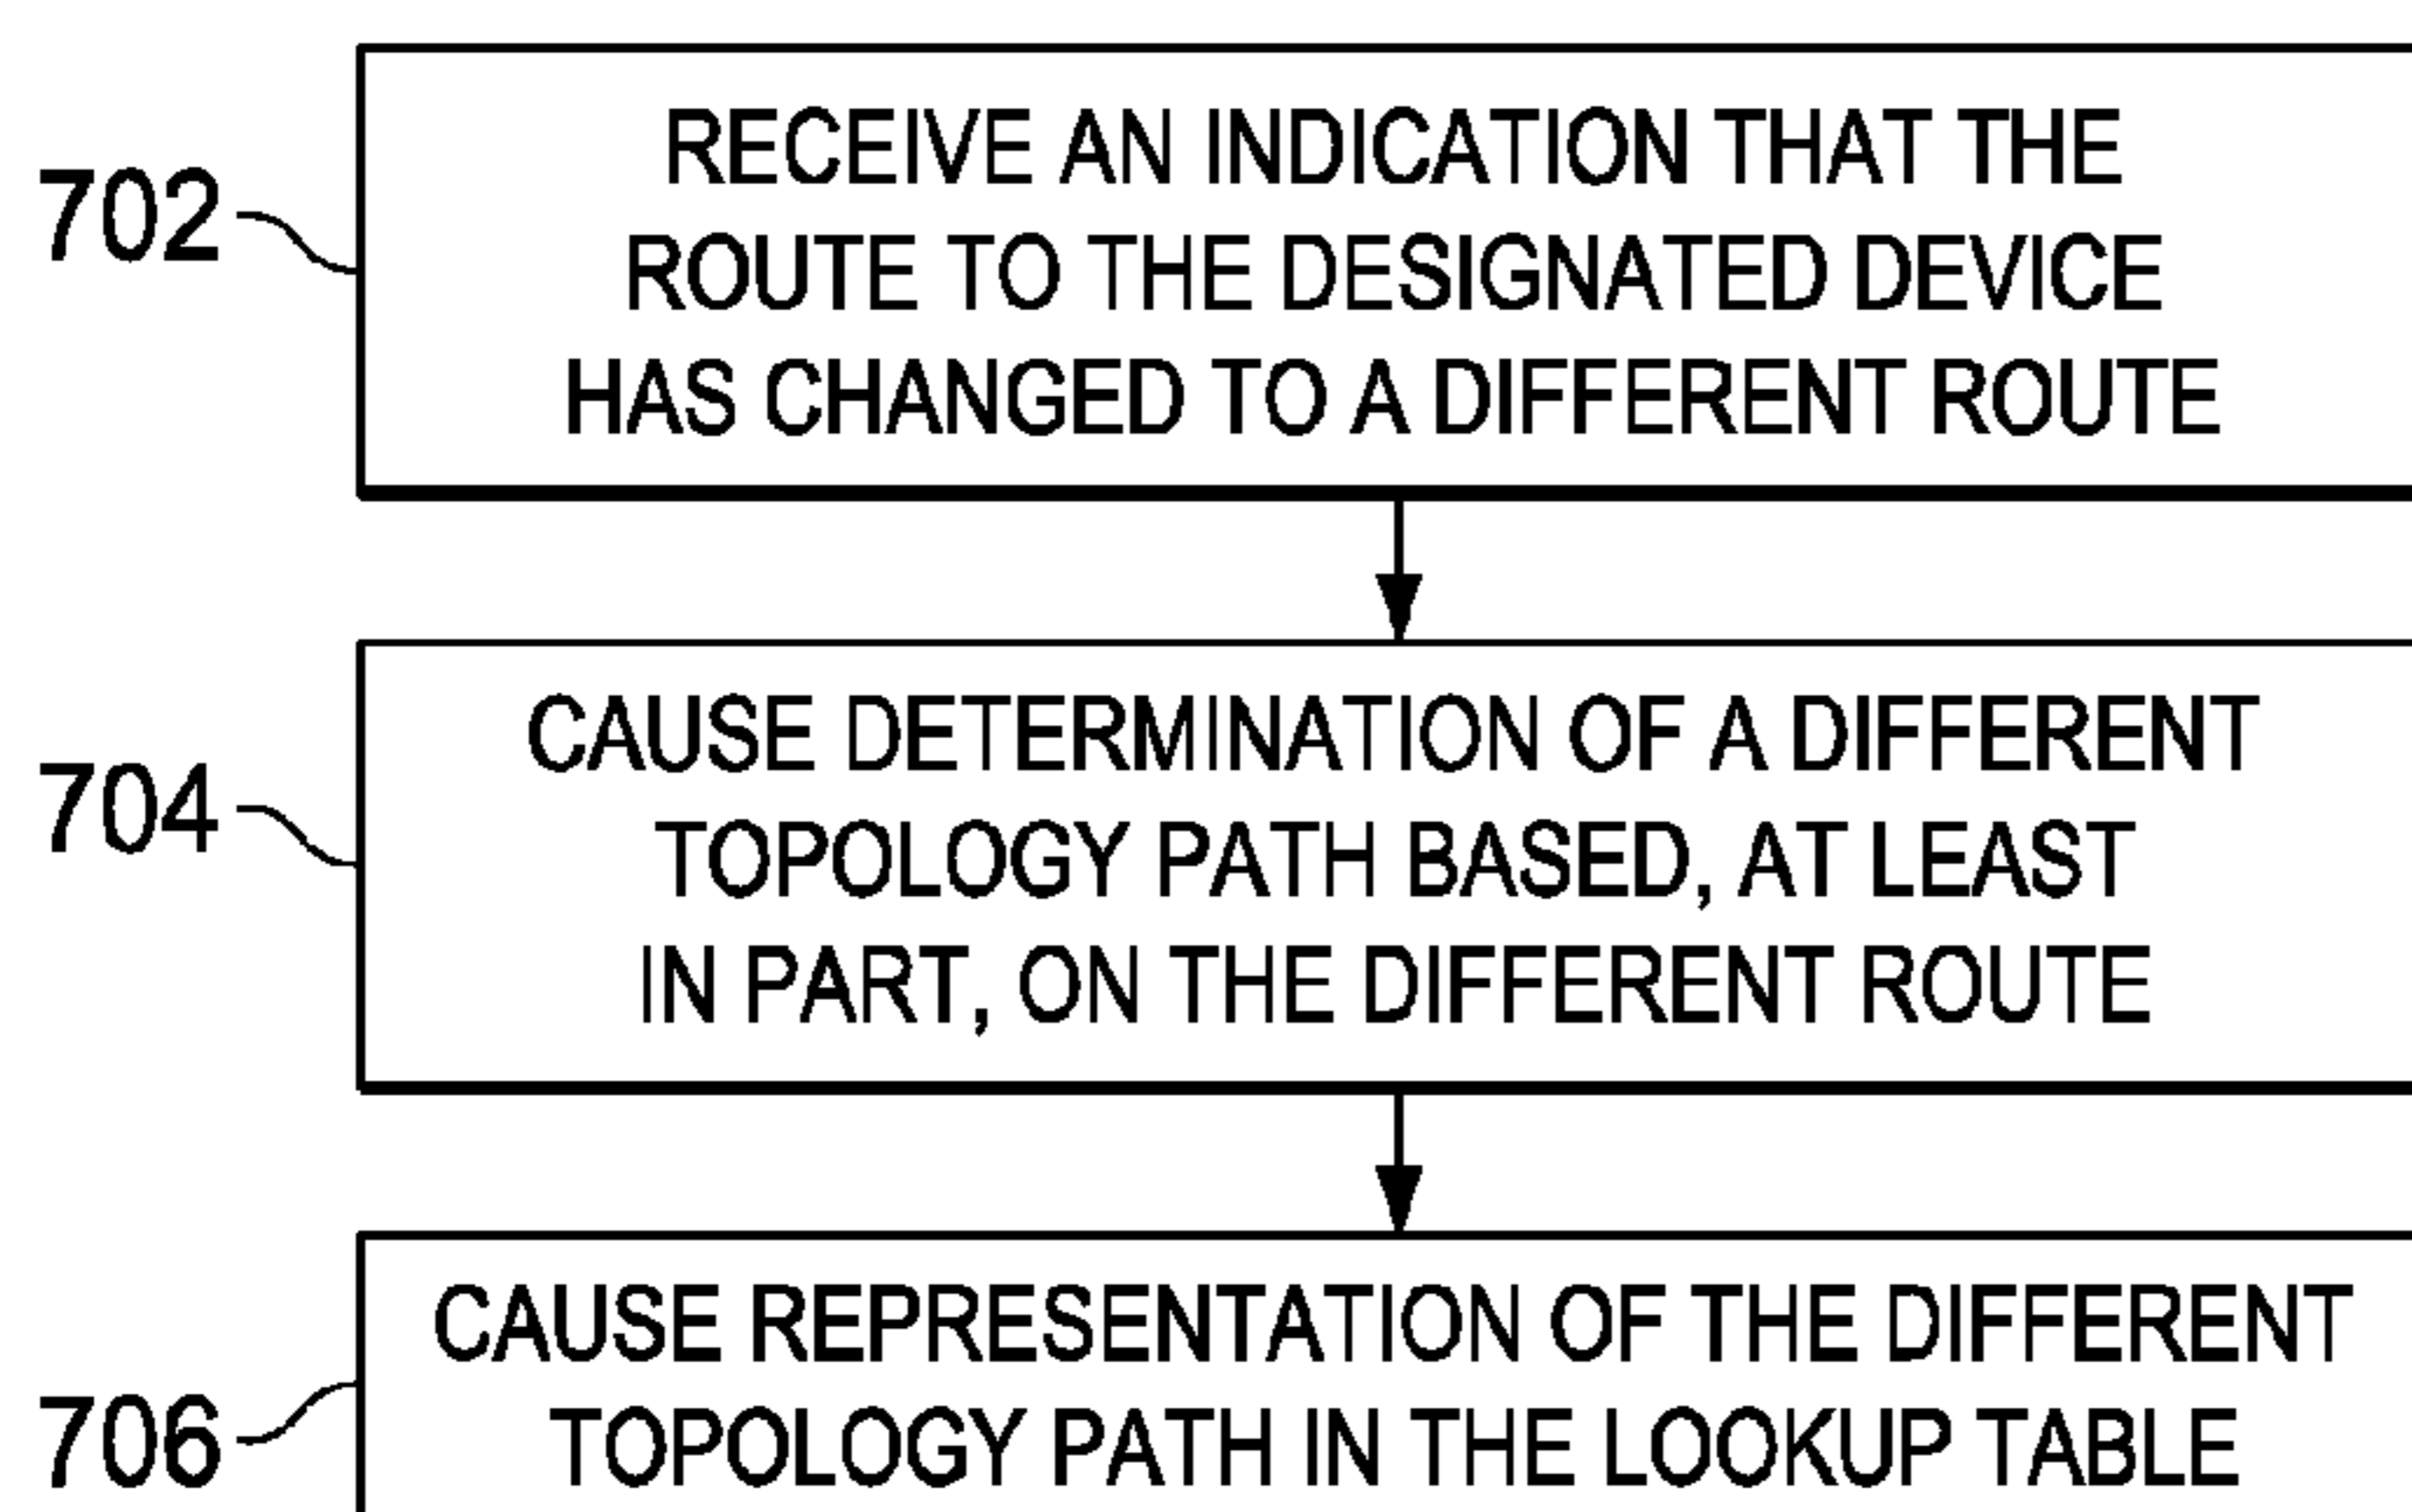 702
RECEIVE AN INDICATION THAT THE
ROUTE TO THE DESIGNATED DEVICE
HAS CHANGED TO A DIFFERENT ROUTE
704
CAUSE DETERMINATION OF A DIFFERENT
TOPOLOGY PATH BASED, AT LEAST
IN PART, ON THE DIFFERENT ROUTE
706
CAUSE REPRESENTATION OF THE DIFFERENT
TOPOLOGY PATH IN THE LOOKUP TABLE